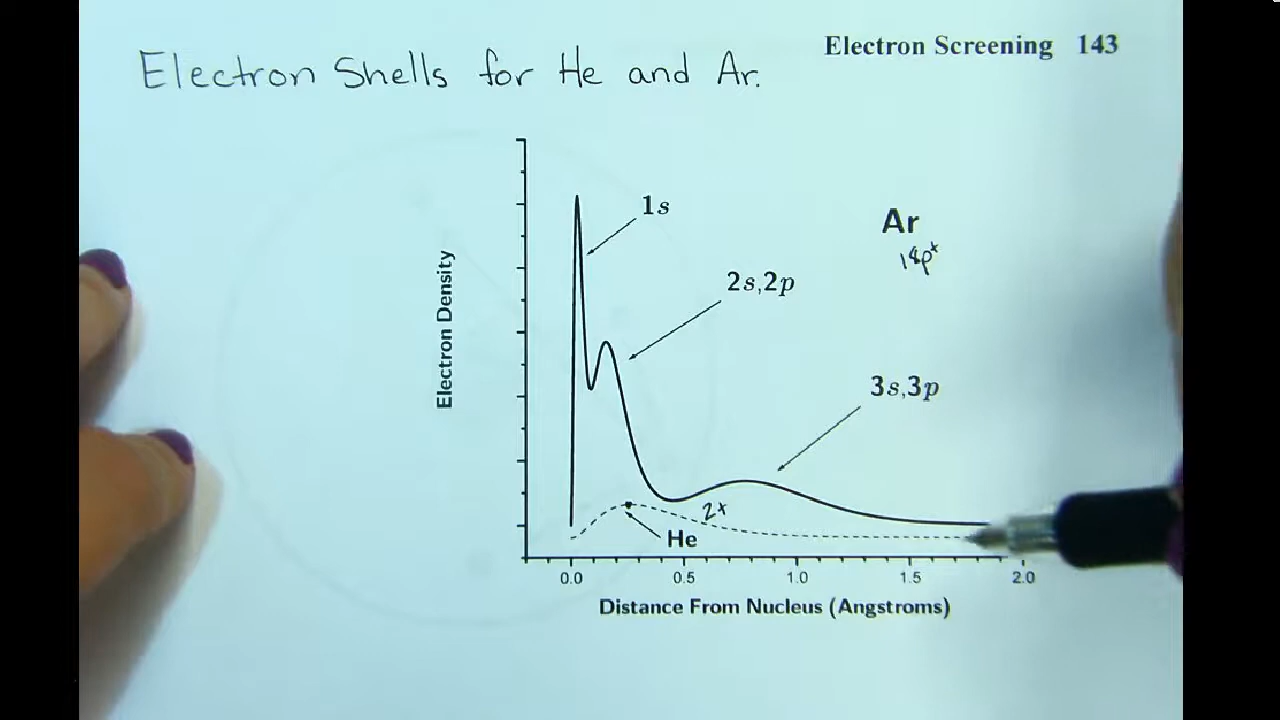 Electron Screening 143
Electron Shells for He and Ar.
1s
Ar
18p⁺
2s,2p
Electron Density
3s,3p
2+
He
0.0 0.5 1.0 1.5 2.0
Distance From Nucleus (Angstroms)